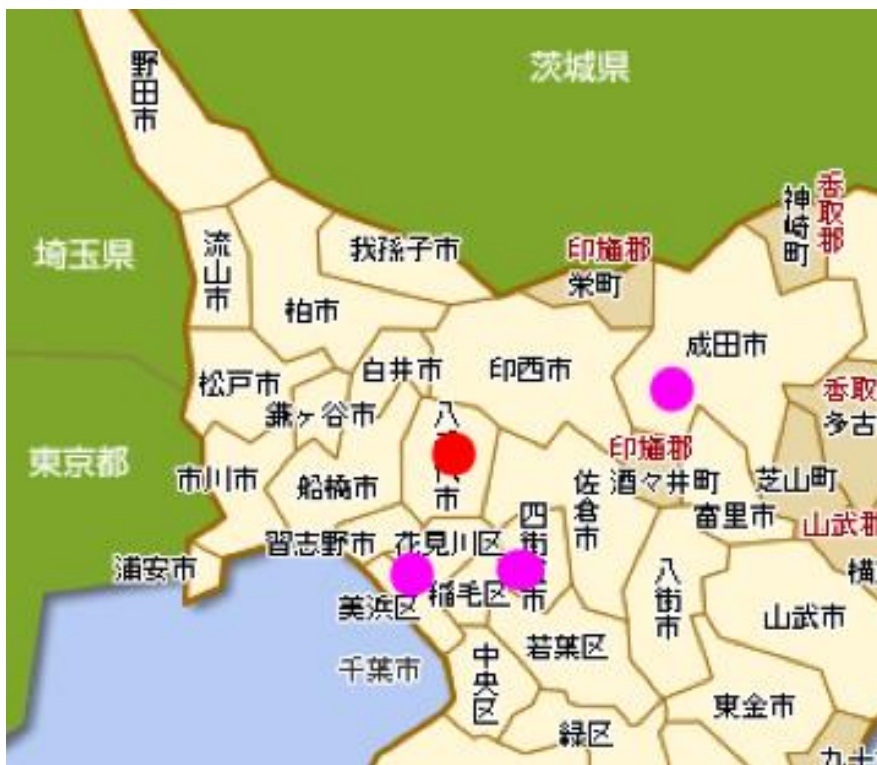 野田市
茨城県
神崎町
香取郡
埼玉県
流山市
我孫子市
印旛郡
栄町
柏市
成田市
白井市
印西市
松戸市
香取
鎌ヶ谷市
多古
八
市
東京都
市川市
船橋市
印旛郡
酒々井町
芝山町
佐倉市
富里市
四街
市
山武郡
習志野市
花見川区
浦安市
稲毛区
八街市
横
美浜区
山武市
若葉区
千葉市
中央区
東金市
緑区
九十